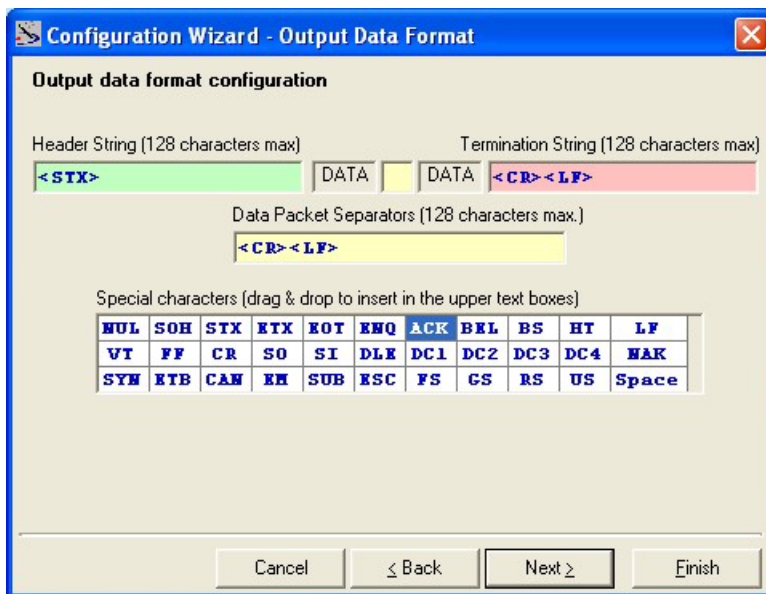 Configuration Wizard - Output Data Format
Output data format configuration
Header String (128 characters max) Termination String (128 characters max)
<STX> DATA DATA <CR><LF>
Data Packet Separators (128 characters max.)
<CR><LF>
Special characters (drag & drop to insert in the upper text boxes)
NUL SOH STX ETX EOT ENQ ACK BEL BS HT LF
VT FF CR SO SI DLE DC1 DC2 DC3 DC4 NAK
SYN ETB CAN EM SUB ESC FS GS RS US Space
Cancel < Back Next > Finish